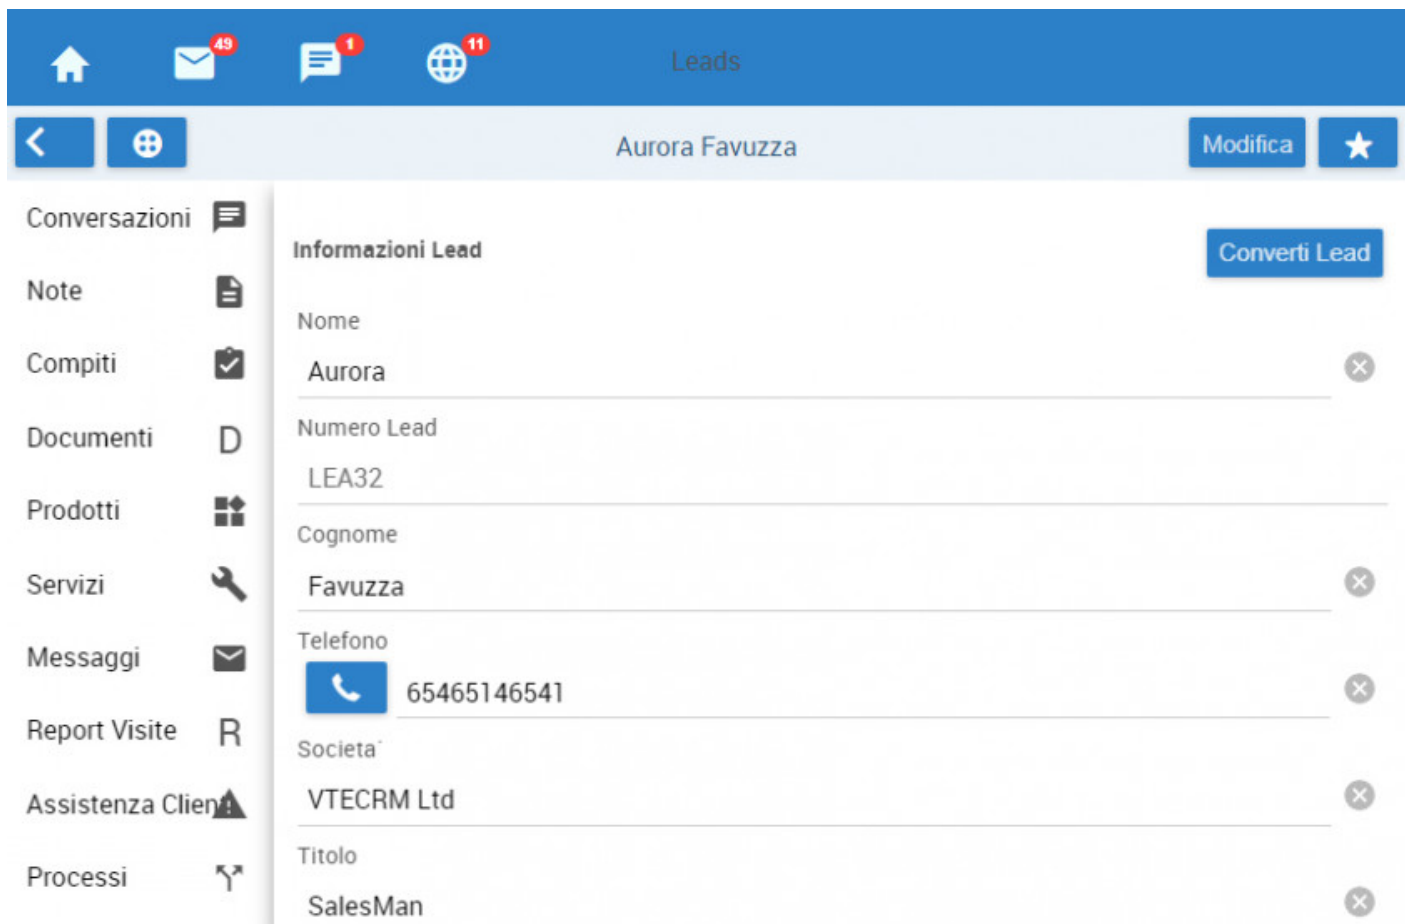 49
1
11
Leads
Aurora Favuzza
Modifica
Conversazioni
Note
Compiti
Documenti D
Prodotti
Servizi
Messaggi
Report Visite R
Assistenza Clien
Processi
Informazioni Lead
Converti Lead
Nome
Aurora
Numero Lead
LEA32
Cognome
Favuzza
Telefono
65465146541
Societa`
VTECRM Ltd
Titolo
SalesMan